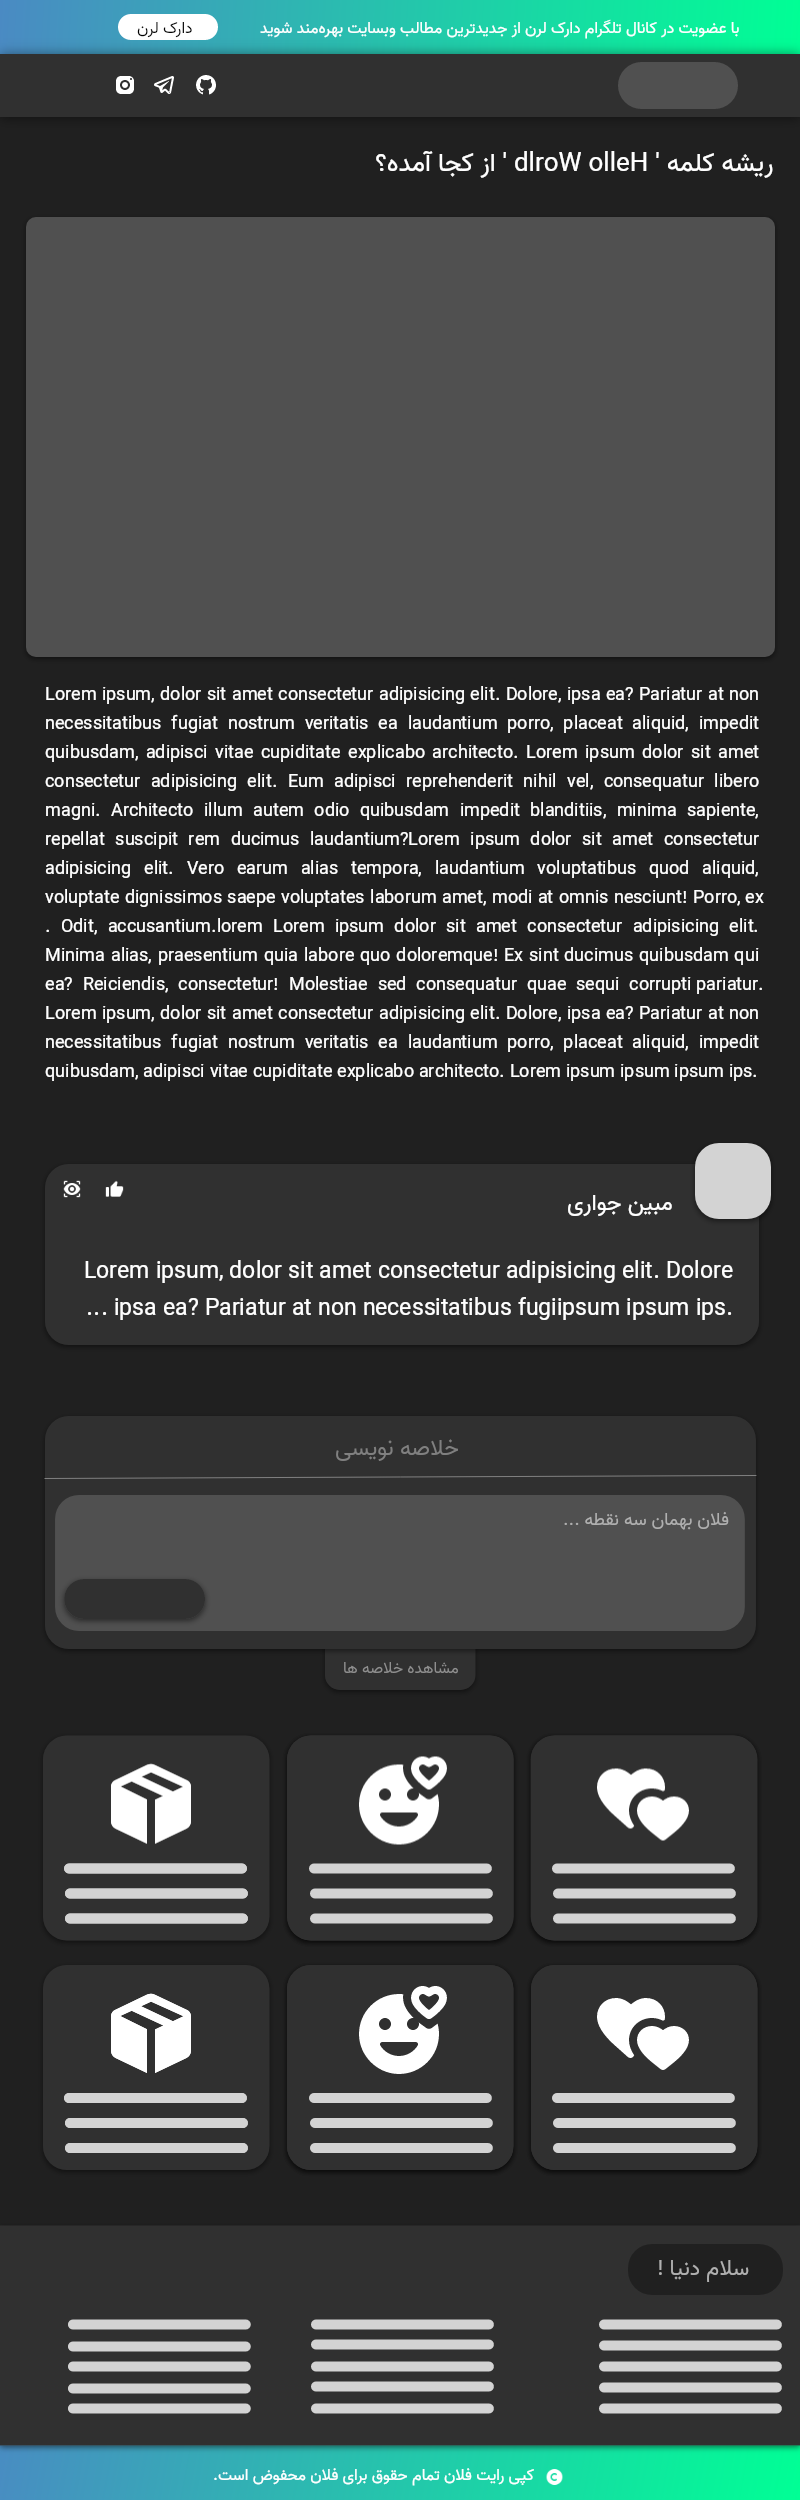 با عضویت در کانال تلگرام دارک لرن از جدیدترین مطالب وبسایت بهره‌مند شوید
دارک لرن
ریشه کلمه ' Hello World ' از کجا آمده؟
Lorem ipsum, dolor sit amet consectetur adipisicing elit. Dolore, ipsa ea? Pariatur at non
necessitatibus fugiat nostrum veritatis ea laudantium porro, placeat aliquid, impedit
quibusdam, adipisci vitae cupiditate explicabo architecto. Lorem ipsum dolor sit amet
consectetur adipisicing elit. Eum adipisci reprehenderit nihil vel, consequatur libero
magni. Architecto illum autem odio quibusdam impedit blanditiis, minima sapiente,
repellat suscipit rem ducimus laudantium?Lorem ipsum dolor sit amet consectetur
adipisicing elit. Vero earum alias tempora, laudantium voluptatibus quod aliquid,
voluptate dignissimos saepe voluptates laborum amet, modi at omnis nesciunt! Porro, ex
. Odit, accusantium.lorem Lorem ipsum dolor sit amet consectetur adipisicing elit.
Minima alias, praesentium quia labore quo doloremque! Ex sint ducimus quibusdam qui
ea? Reiciendis, consectetur! Molestiae sed consequatur quae sequi corrupti pariatur.
Lorem ipsum, dolor sit amet consectetur adipisicing elit. Dolore, ipsa ea? Pariatur at non
necessitatibus fugiat nostrum veritatis ea laudantium porro, placeat aliquid, impedit
quibusdam, adipisci vitae cupiditate explicabo architecto. Lorem ipsum ipsum ipsum ips.
مبین جواری
Lorem ipsum, dolor sit amet consectetur adipisicing elit. Dolore
... ipsa ea? Pariatur at non necessitatibus fugiipsum ipsum ips.
خلاصه نویسی
فلان بهمان سه نقطه ...
مشاهده خلاصه ها
سلام دنیا !
کپی رایت فلان تمام حقوق برای فلان محفوض است.